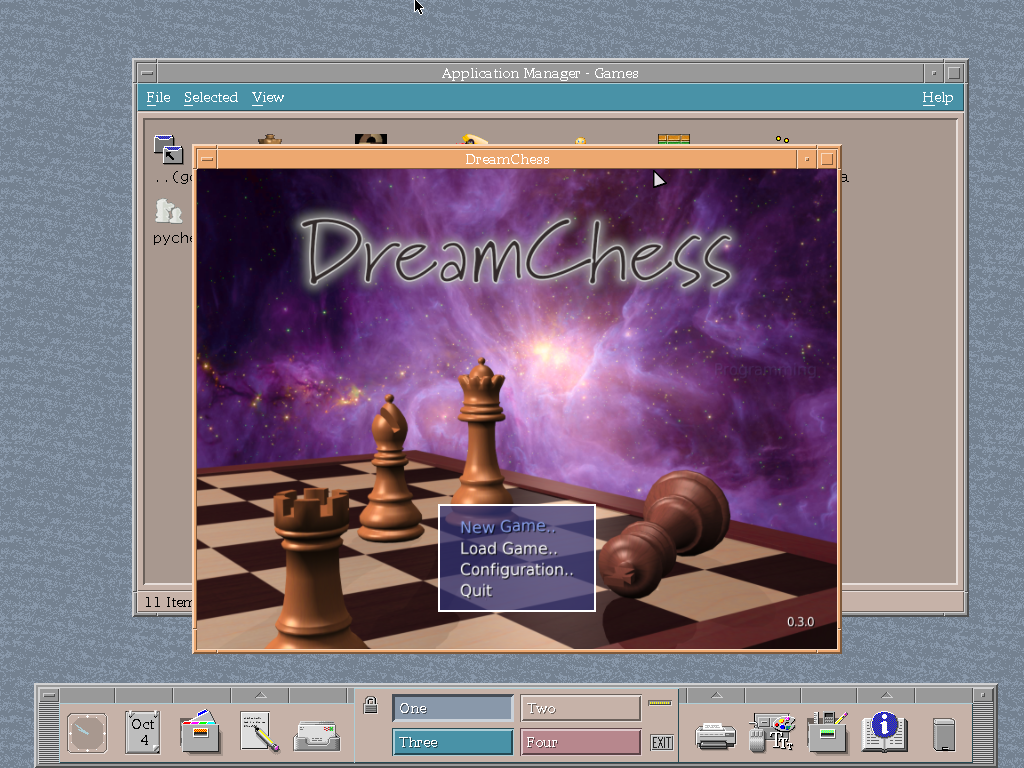 Application Manager - Games
File Selected View Help
DreamChess
..(go
a
pyche
DreamChess
Programming
New Game..
Load Game..
Configuration..
Quit
0.3.0
11 Item
One
Two
Three
Four
EXIT
Oct
4